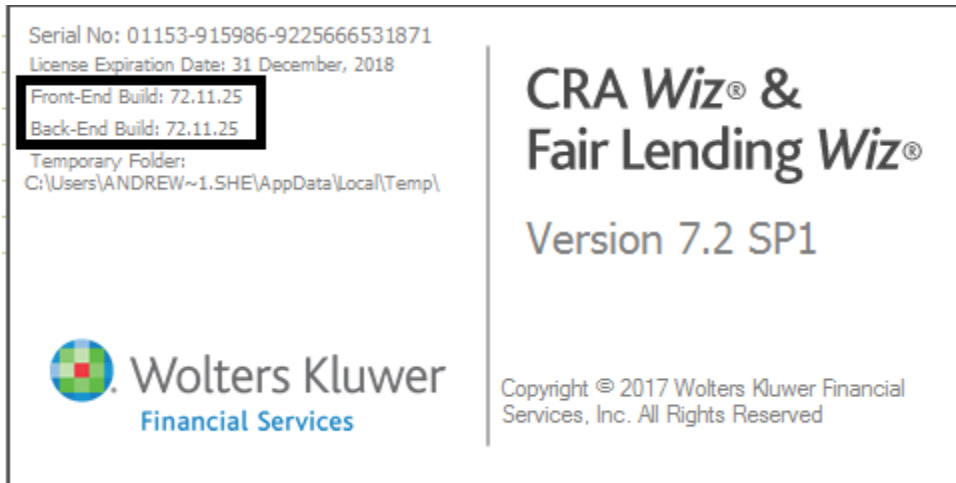 Serial No: 01153-915986-9225666531871
License Expiration Date: 31 December, 2018
Front-End Build: 72.11.25
Back-End Build: 72.11.25
Temporary Folder:
C:\Users\ANDREW~1.SHE\AppData\Local\Temp\
Wolters Kluwer
Financial Services
CRA Wiz® &
Fair Lending Wiz®
Version 7.2 SP1
Copyright © 2017 Wolters Kluwer Financial
Services, Inc. All Rights Reserved